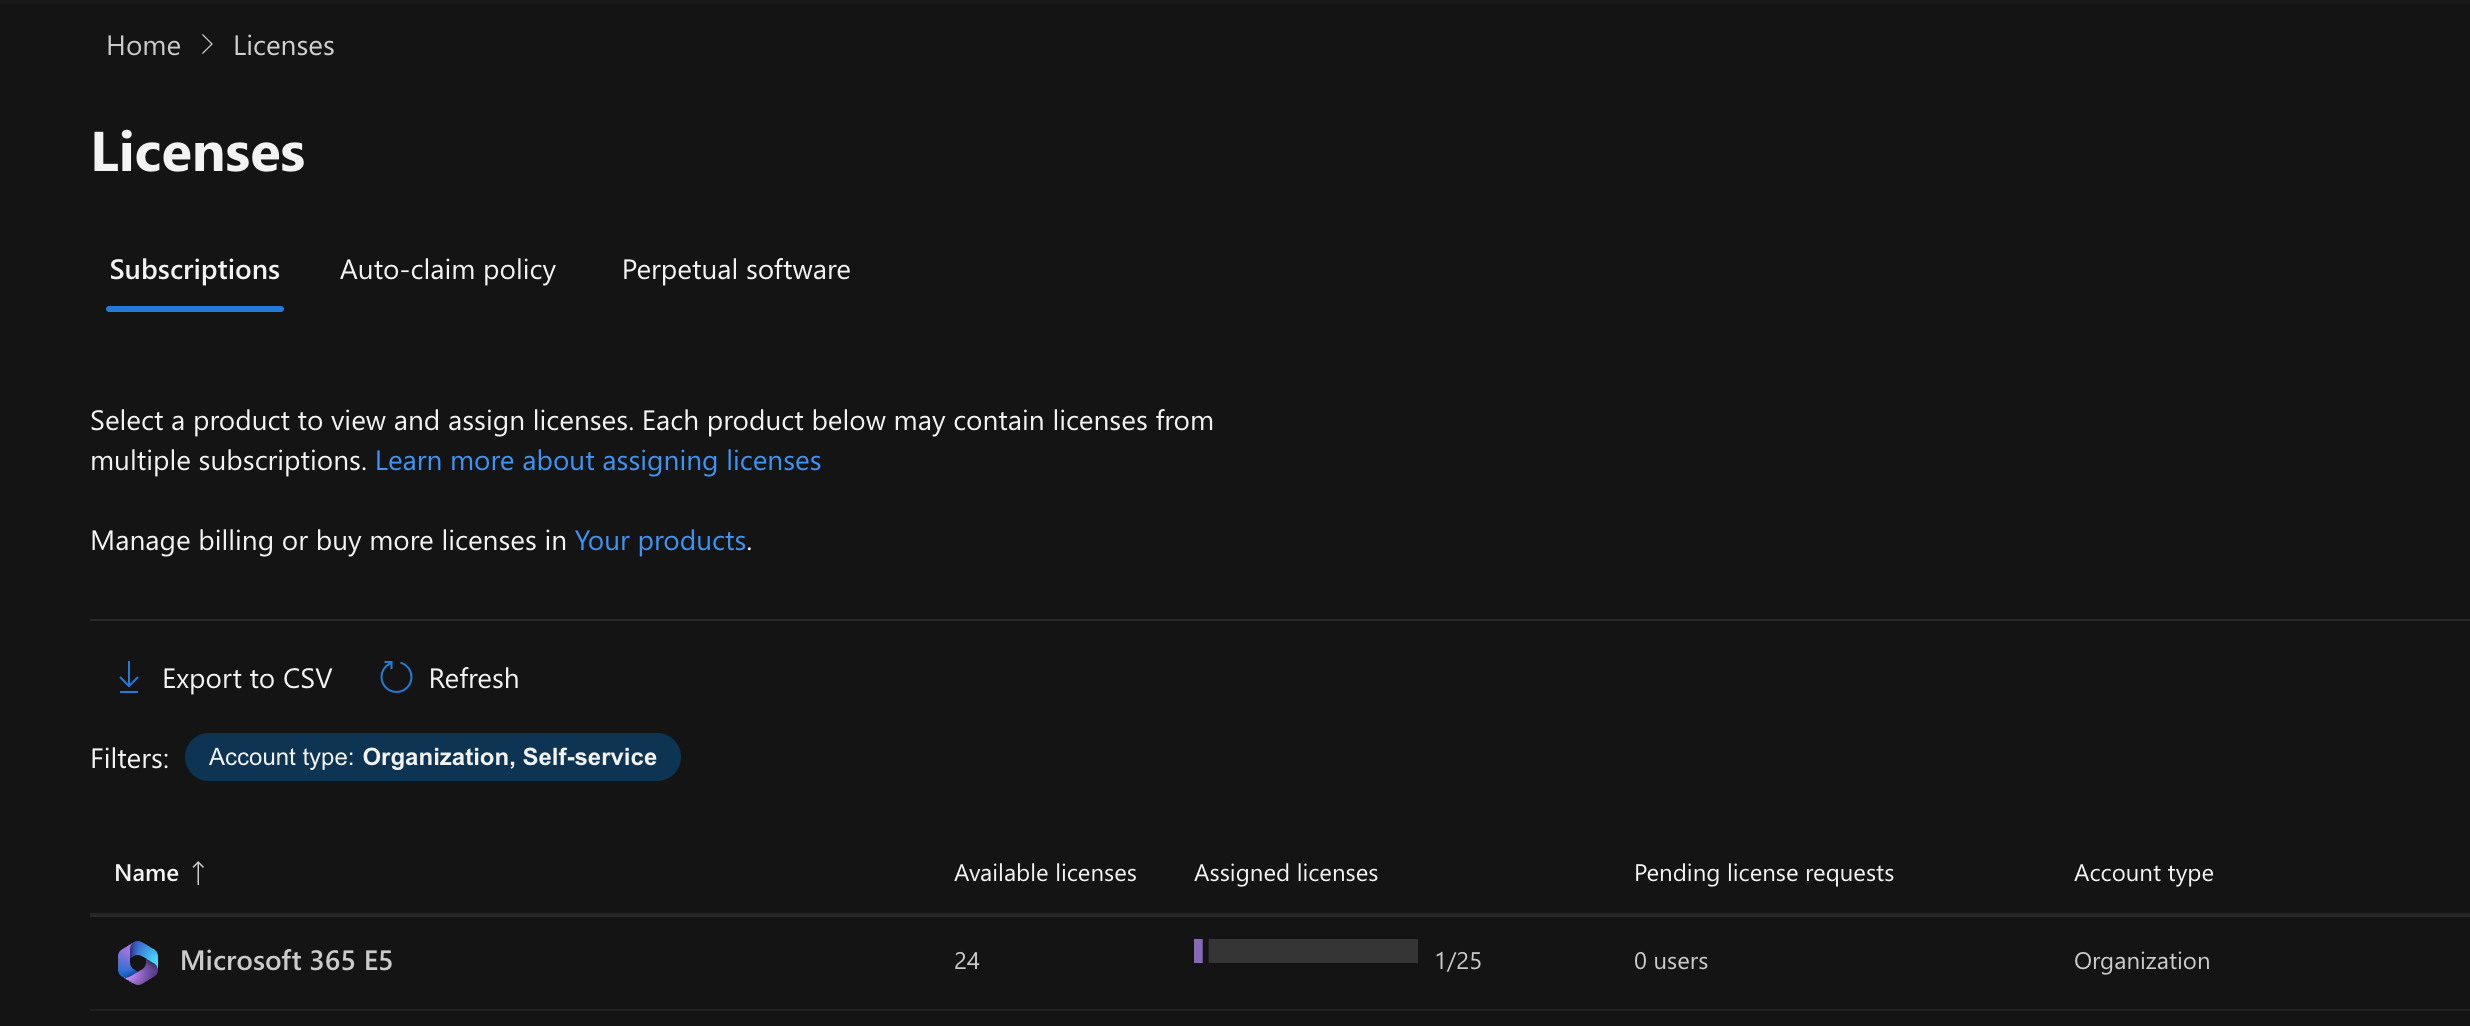 Home > Licenses
Licenses
Subscriptions Auto-claim policy Perpetual software
Select a product to view and assign licenses. Each product below may contain licenses from
multiple subscriptions. Learn more about assigning licenses
Manage billing or buy more licenses in Your products.
Export to CSV Refresh
Filters: Account type: Organization, Self-service
Name ↑ Available licenses Assigned licenses Pending license requests Account type
Microsoft 365 E5 24 1/25 0 users Organization